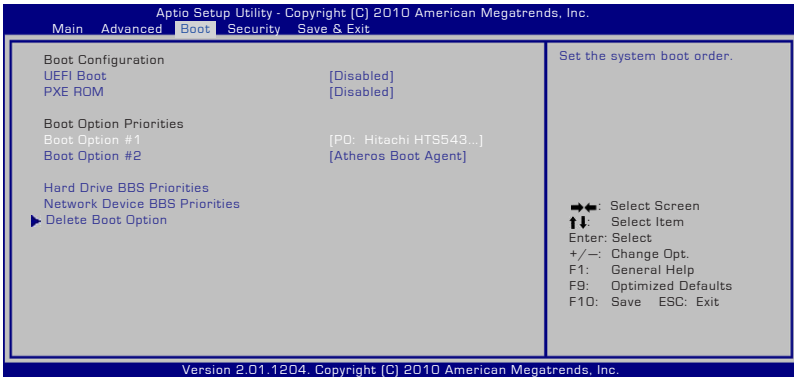 Aptio Setup Utility - Copyright (C) 2010 American Megatrends, Inc.
Main Advanced Boot Security Save & Exit
Boot Configuration
UEFI Boot [Disabled]
PXE ROM [Disabled]
Boot Option Priorities
Boot Option #1 [P0: Hitachi HTS543...]
Boot Option #2 [Atheros Boot Agent]
Hard Drive BBS Priorities
Network Device BBS Priorities
Delete Boot Option
Set the system boot order.
→←: Select Screen
↑↓: Select Item
Enter: Select
+/—: Change Opt.
F1: General Help
F9: Optimized Defaults
F10: Save ESC: Exit
Version 2.01.1204. Copyright (C) 2010 American Megatrends, Inc.